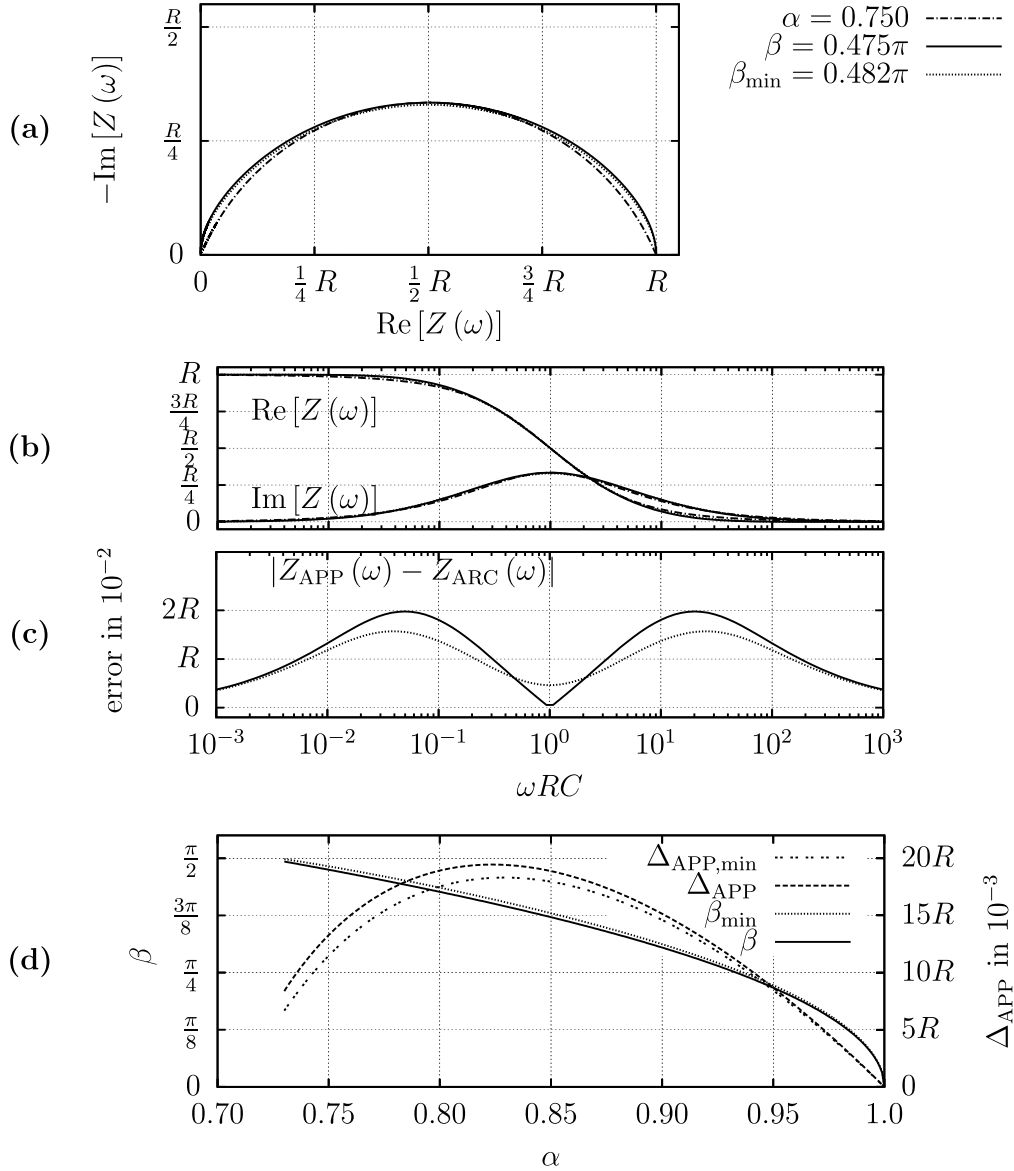 α = 0.750
β = 0.475π
β_min = 0.482π
(a)
−Im [Z (ω)]
R/2
R/4
0
0 1/4 R 1/2 R 3/4 R R
Re [Z (ω)]
(b)
R
3R/4
R/2
R/4
0
Re [Z (ω)]
Im [Z (ω)]
(c)
error in 10^−2
|Z_APP (ω) − Z_ARC (ω)|
2R
R
0
10^−3 10^−2 10^−1 10^0 10^1 10^2 10^3
ωRC
(d)
β
π/2
3π/8
π/4
π/8
0
Δ_APP,min
Δ_APP
β_min
β
20R
15R
10R
5R
0
Δ_APP in 10^−3
0.70 0.75 0.80 0.85 0.90 0.95 1.0
α